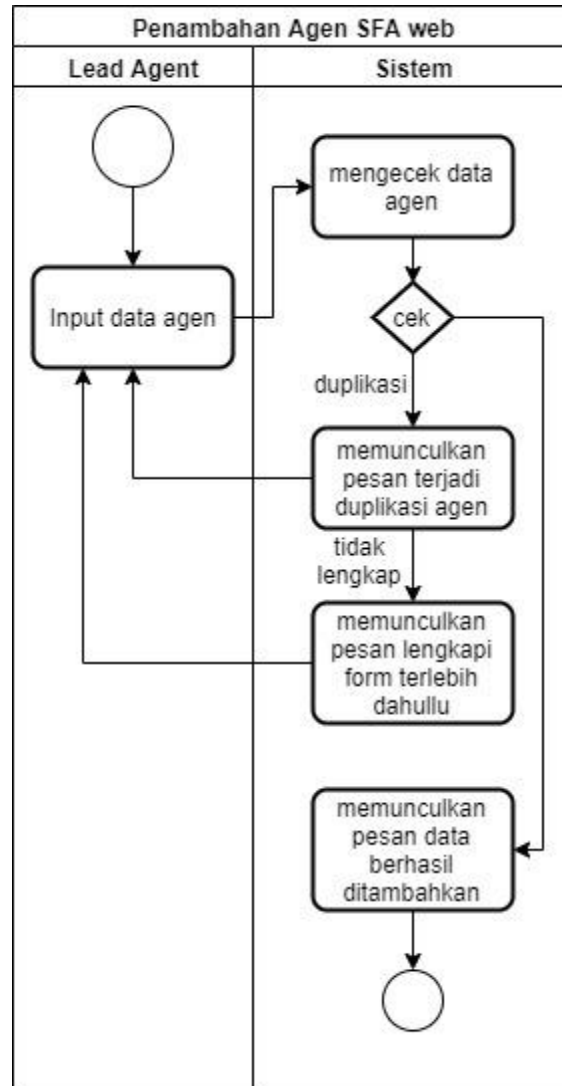 Penambahan Agen SFA web
Lead Agent
Sistem
mengecek data
agen
Input data agen
cek
duplikasi
memunculkan
pesan terjadi
duplikasi agen
tidak
lengkap
memunculkan
pesan lengkapi
form terlebih
dahullu
memunculkan
pesan data
berhasil
ditambahkan